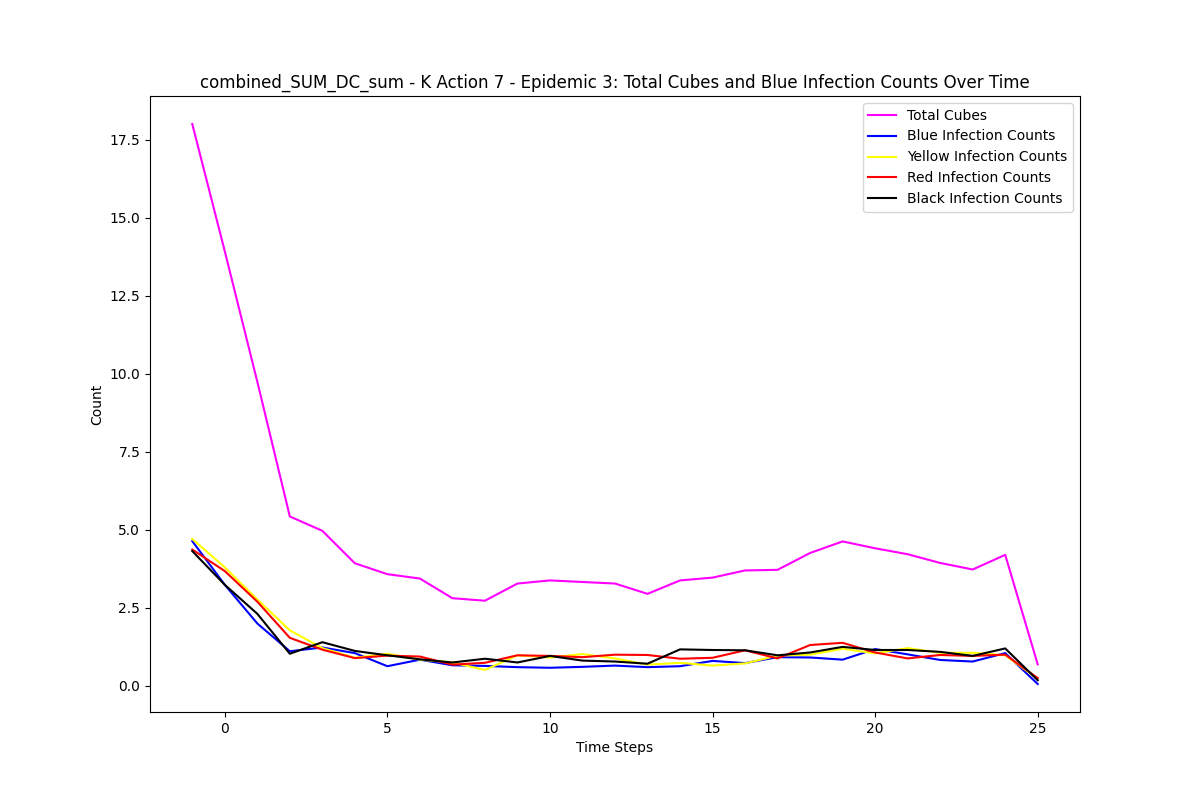 combined_SUM_DC_sum - K Action 7 - Epidemic 3: Total Cubes and Blue Infection Counts Over Time
Total Cubes
Blue Infection Counts
Yellow Infection Counts
Red Infection Counts
Black Infection Counts
17.5
15.0
12.5
10.0
7.5
5.0
2.5
0.0
Count
0 5 10 15 20 25
Time Steps